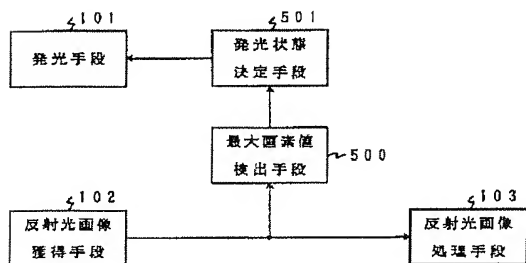 101
発光手段
501
発光状態
決定手段
最大画素値
検出手段
500
102
反射光画像
獲得手段
103
反射光画像
処理手段